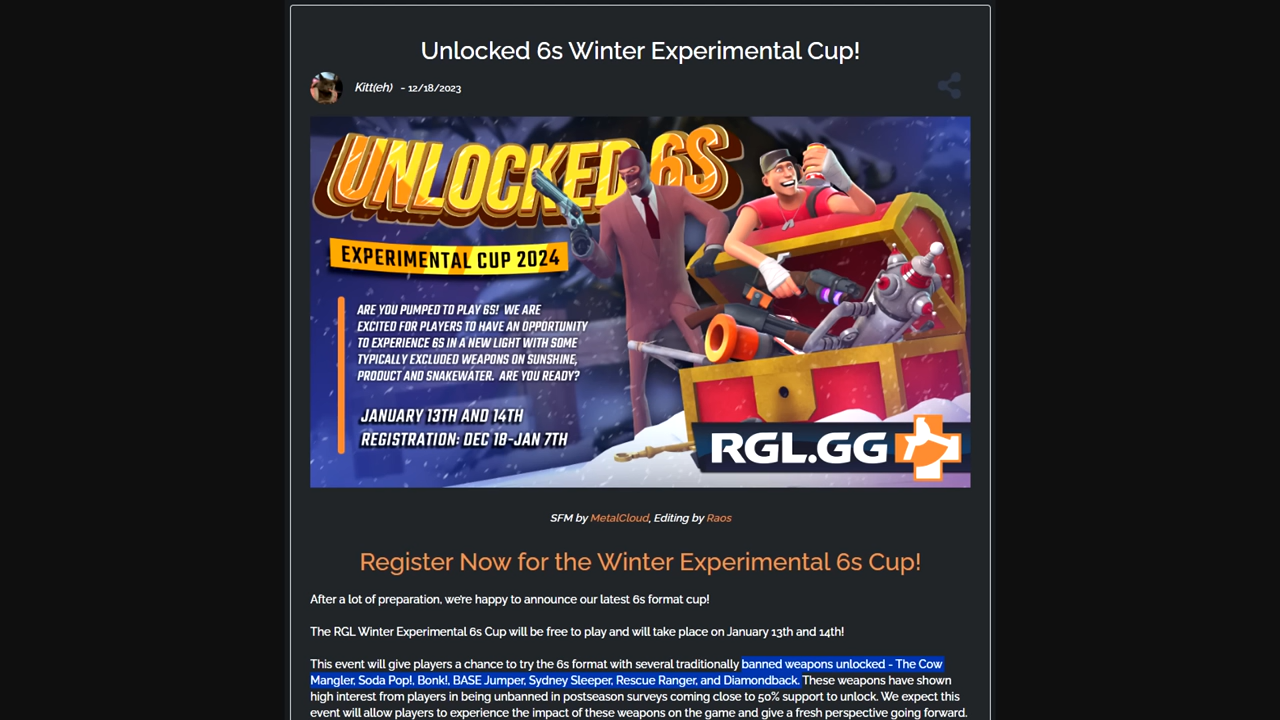 Unlocked 6s Winter Experimental Cup!
Kitt(eh) - 12/18/2023
UNLOCKED 6S
EXPERIMENTAL CUP 2024
ARE YOU PUMPED TO PLAY 6S! WE ARE
EXCITED FOR PLAYERS TO HAVE AN OPPORTUNITY
TO EXPERIENCE 6S IN A NEW LIGHT WITH SOME
TYPICALLY EXCLUDED WEAPONS ON SUNSHINE,
PRODUCT AND SNAKEWATER. ARE YOU READY?
JANUARY 13TH AND 14TH
REGISTRATION: DEC 18-JAN 7TH
RGL.GG
SFM by MetalCloud, Editing by Raos
Register Now for the Winter Experimental 6s Cup!
After a lot of preparation, we're happy to announce our latest 6s format cup!
The RGL Winter Experimental 6s Cup will be free to play and will take place on January 13th and 14th!
This event will give players a chance to try the 6s format with several traditionally banned weapons unlocked - The Cow
Mangler, Soda Pop!, Bonk!, BASE Jumper, Sydney Sleeper, Rescue Ranger, and Diamondback. These weapons have shown
high interest from players in being unbanned in postseason surveys coming close to 50% support to unlock. We expect this
event will allow players to experience the impact of these weapons on the game and give a fresh perspective going forward.